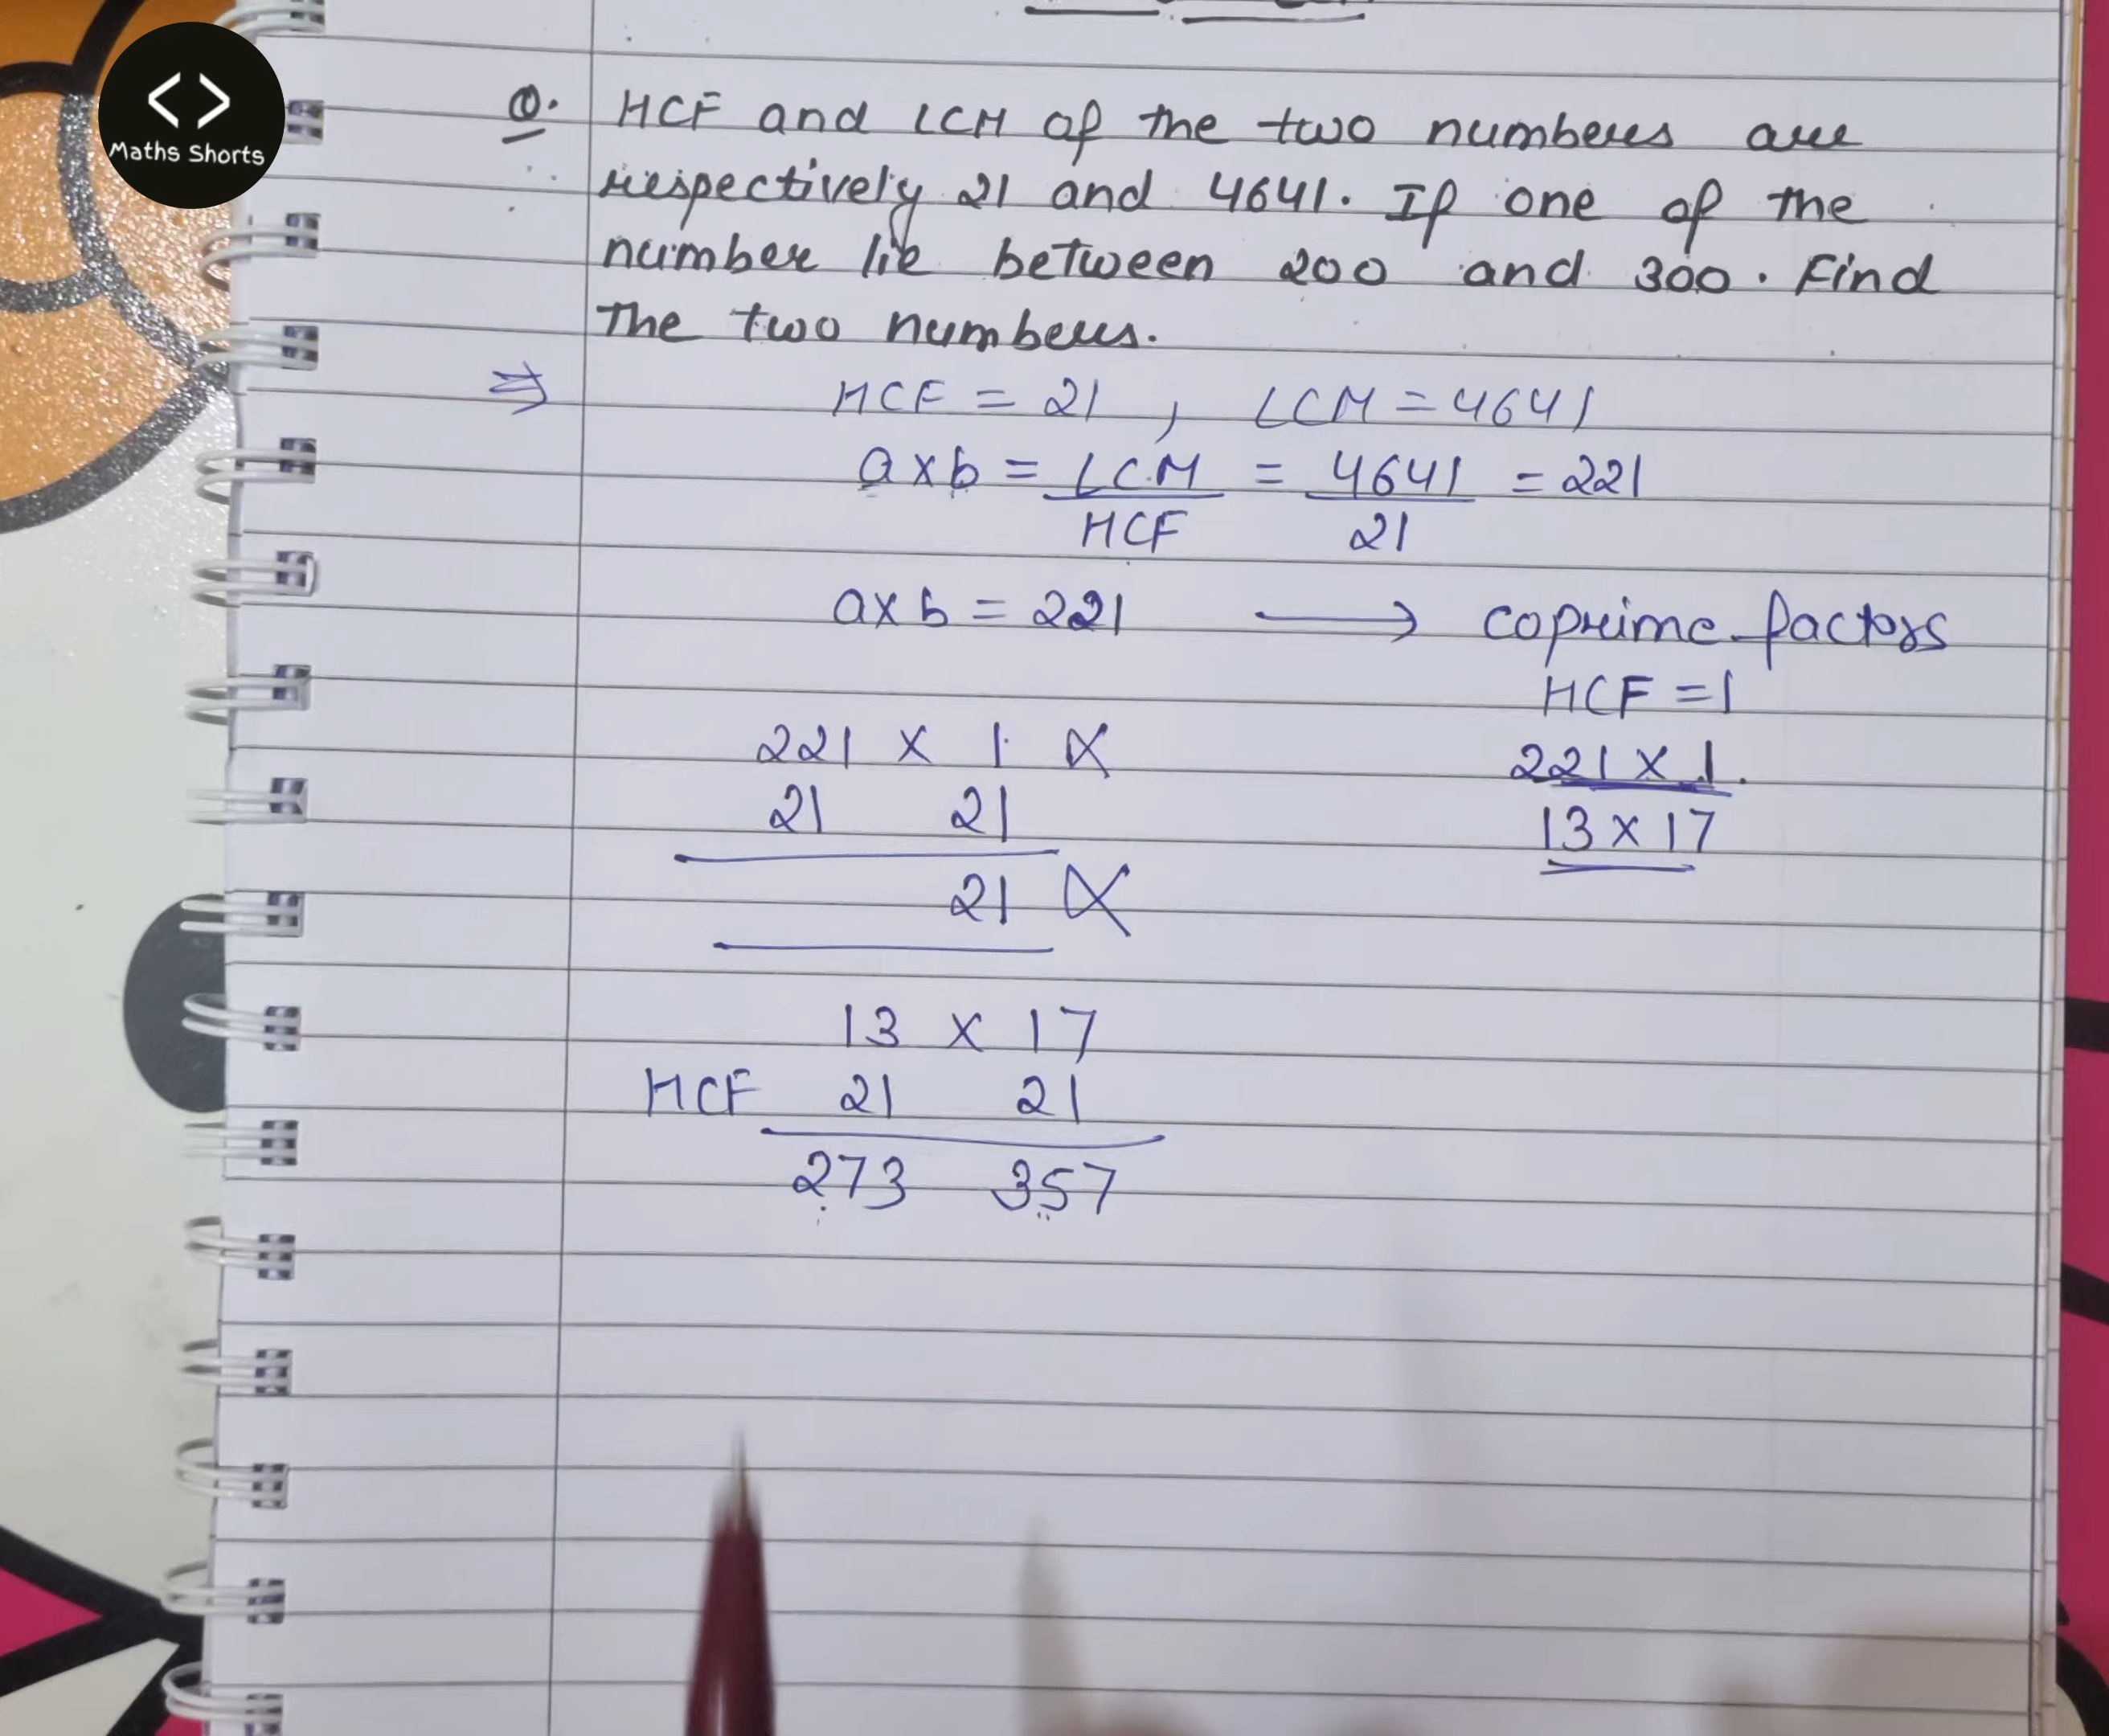 <>
Maths Shorts
Q. HCF and LCM of the two numbers are
respectively 21 and 4641. If one of the
number lie between 200 and 300. Find
the two numbers.
⇒ HCF = 21 , LCM = 4641
a x b = LCM / HCF = 4641 / 21 = 221
a x b = 221 → coprime factors
HCF = 1
221 x 1 x
221 x 1.
21 21
13 x 17
21 x
13 x 17
HCF 21 21
273 357